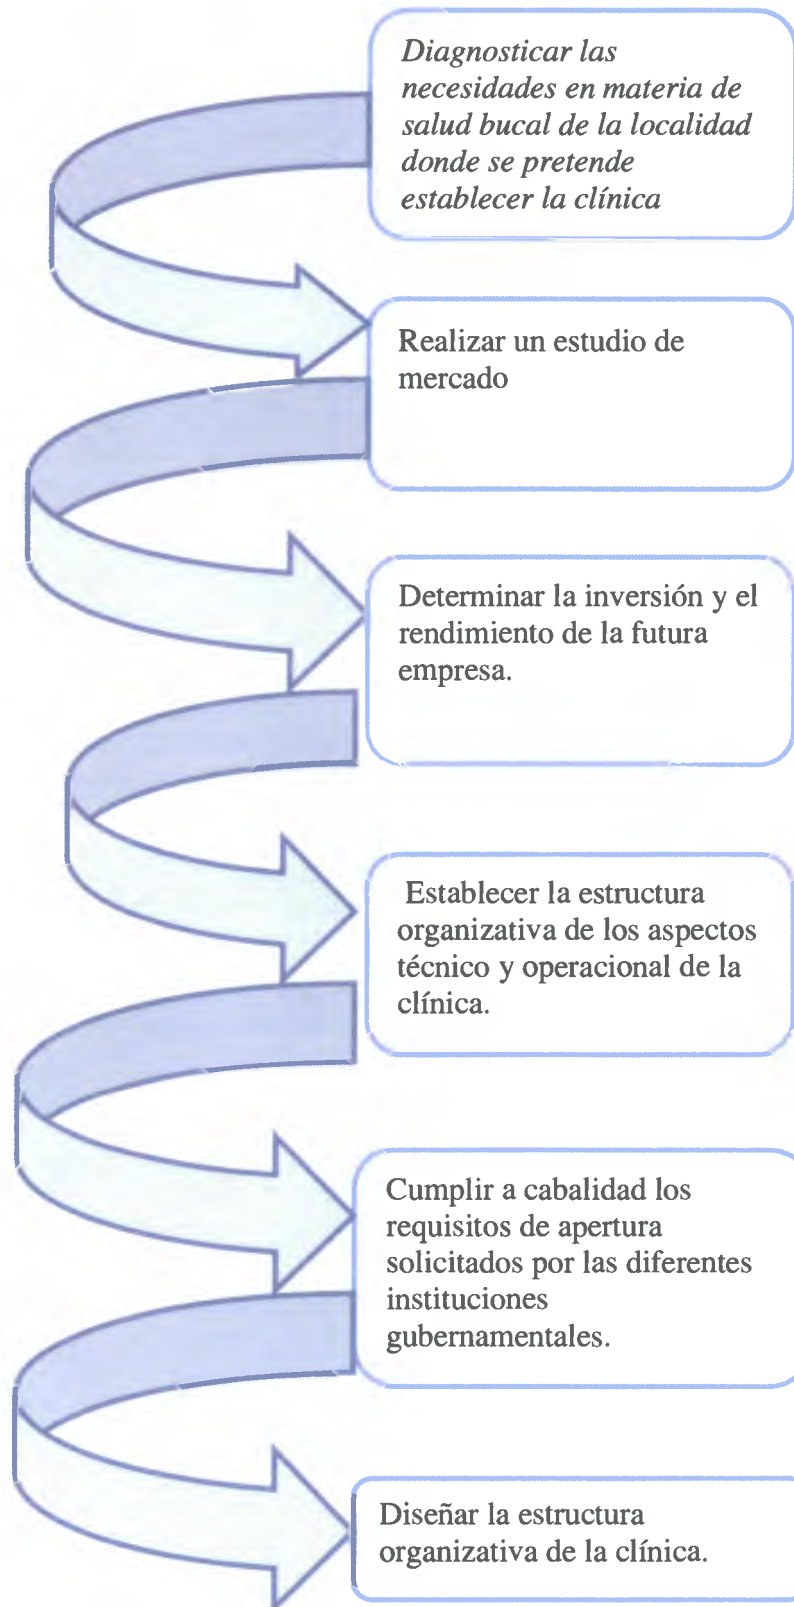 Diagnosticar las
necesidades en materia de
salud bucal de la localidad
donde se pretende
establecer la clínica
Realizar un estudio de
mercado
Determinar la inversión y el
rendimiento de la futura
empresa.
Establecer la estructura
organizativa de los aspectos
técnico y operacional de la
clínica.
Cumplir a cabalidad los
requisitos de apertura
solicitados por las diferentes
instituciones
gubernamentales.
Diseñar la estructura
organizativa de la clínica.